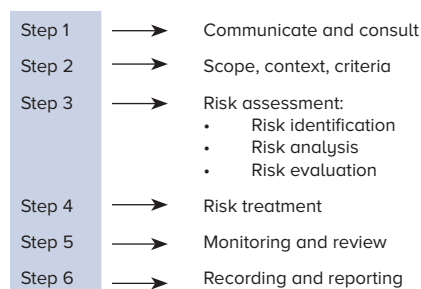 Step 1 Communicate and consult
Step 2 Scope, context, criteria
Step 3 Risk assessment:
• Risk identification
• Risk analysis
• Risk evaluation
Step 4 Risk treatment
Step 5 Monitoring and review
Step 6 Recording and reporting